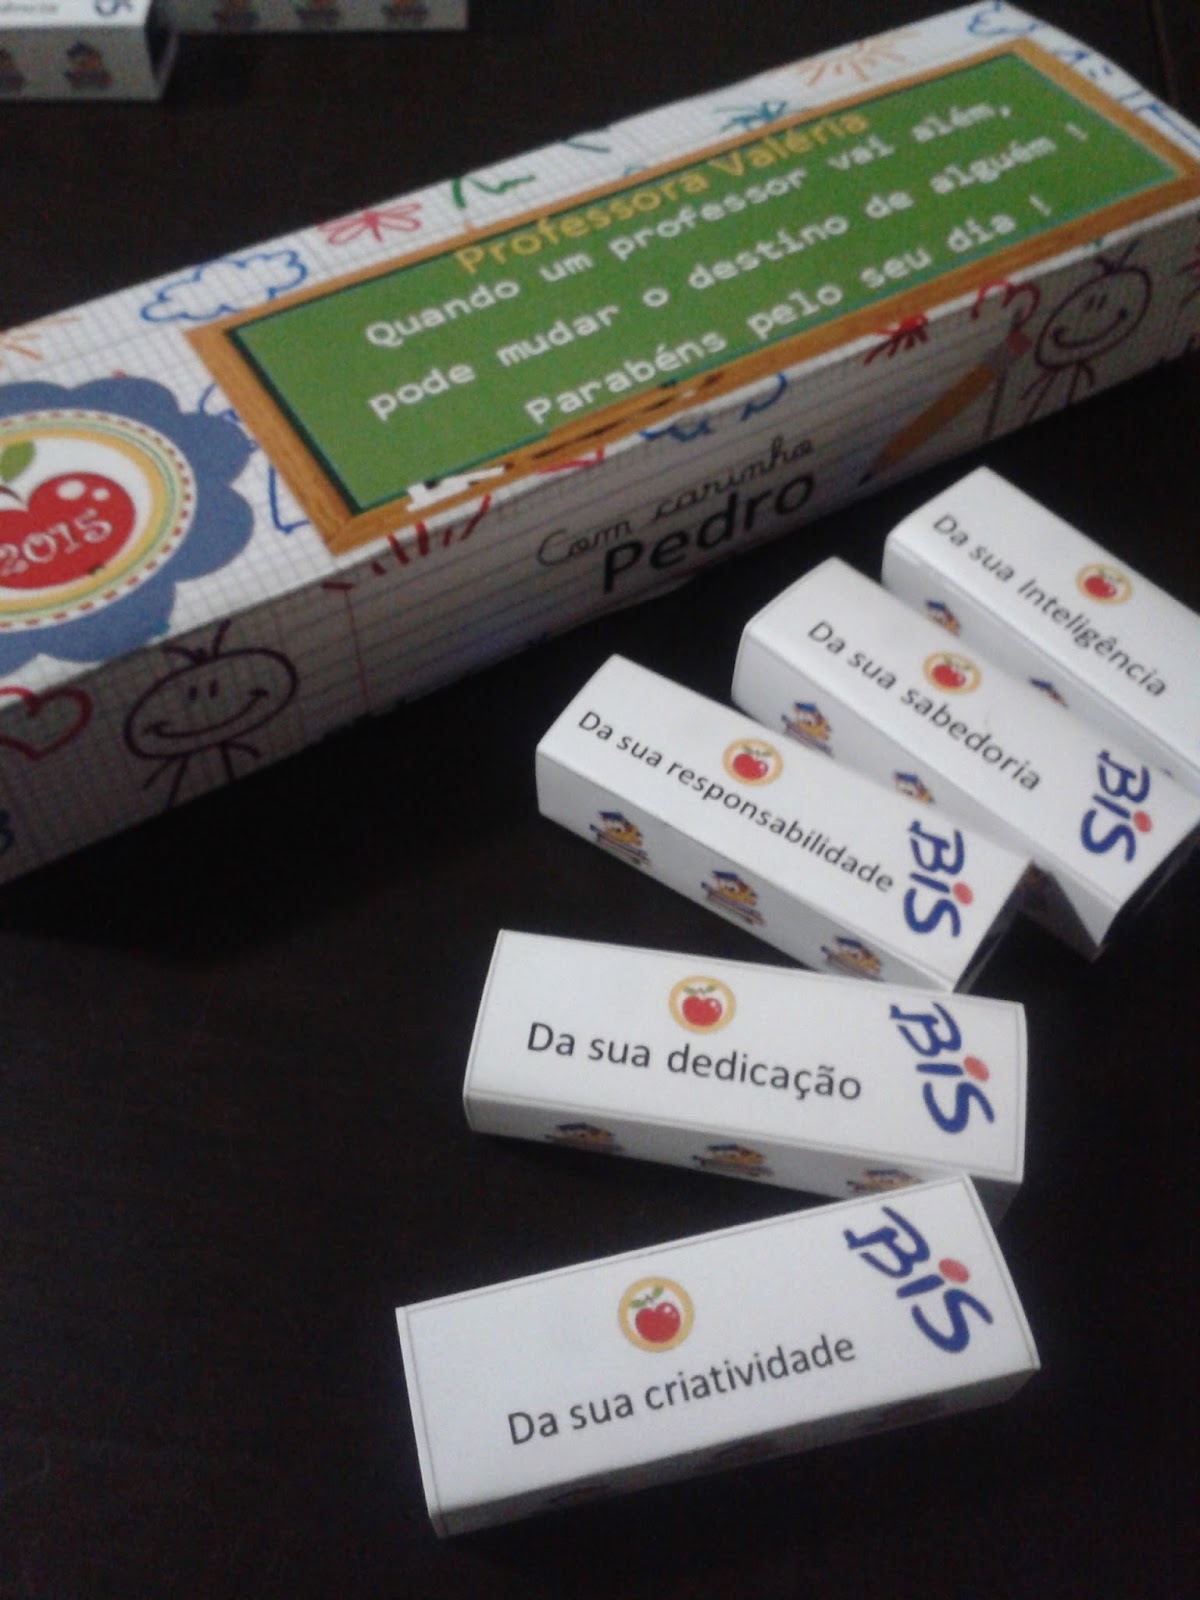 Professora Valéria
Quando um professor vai além,
pode mudar o destino de alguém !
Parabéns pelo seu dia !
2015
Com carinho
Pedro
Da sua Inteligência
Da sua sabedoria
BIS
Da sua responsabilidade
BIS
Da sua dedicação
BIS
Da sua criatividade
BIS